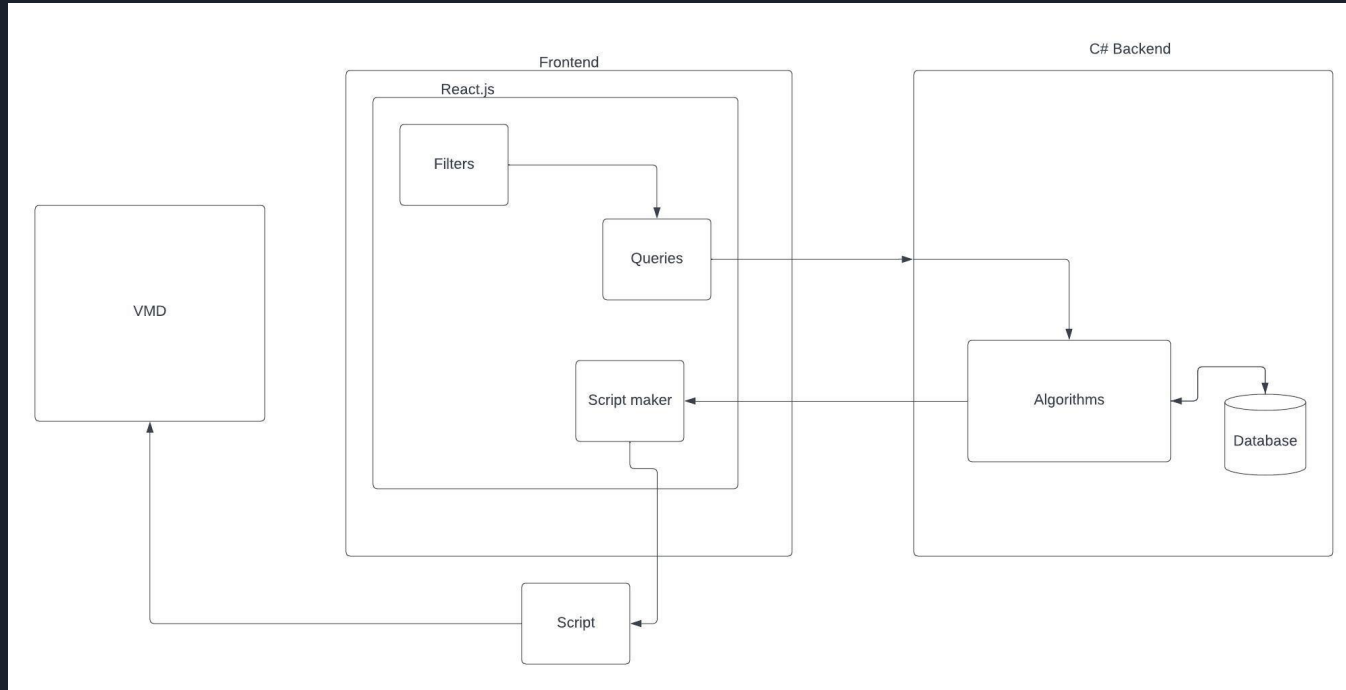 C# Backend
Frontend
React.js
Filters
Queries
VMD
Script maker
Algorithms
Database
Script